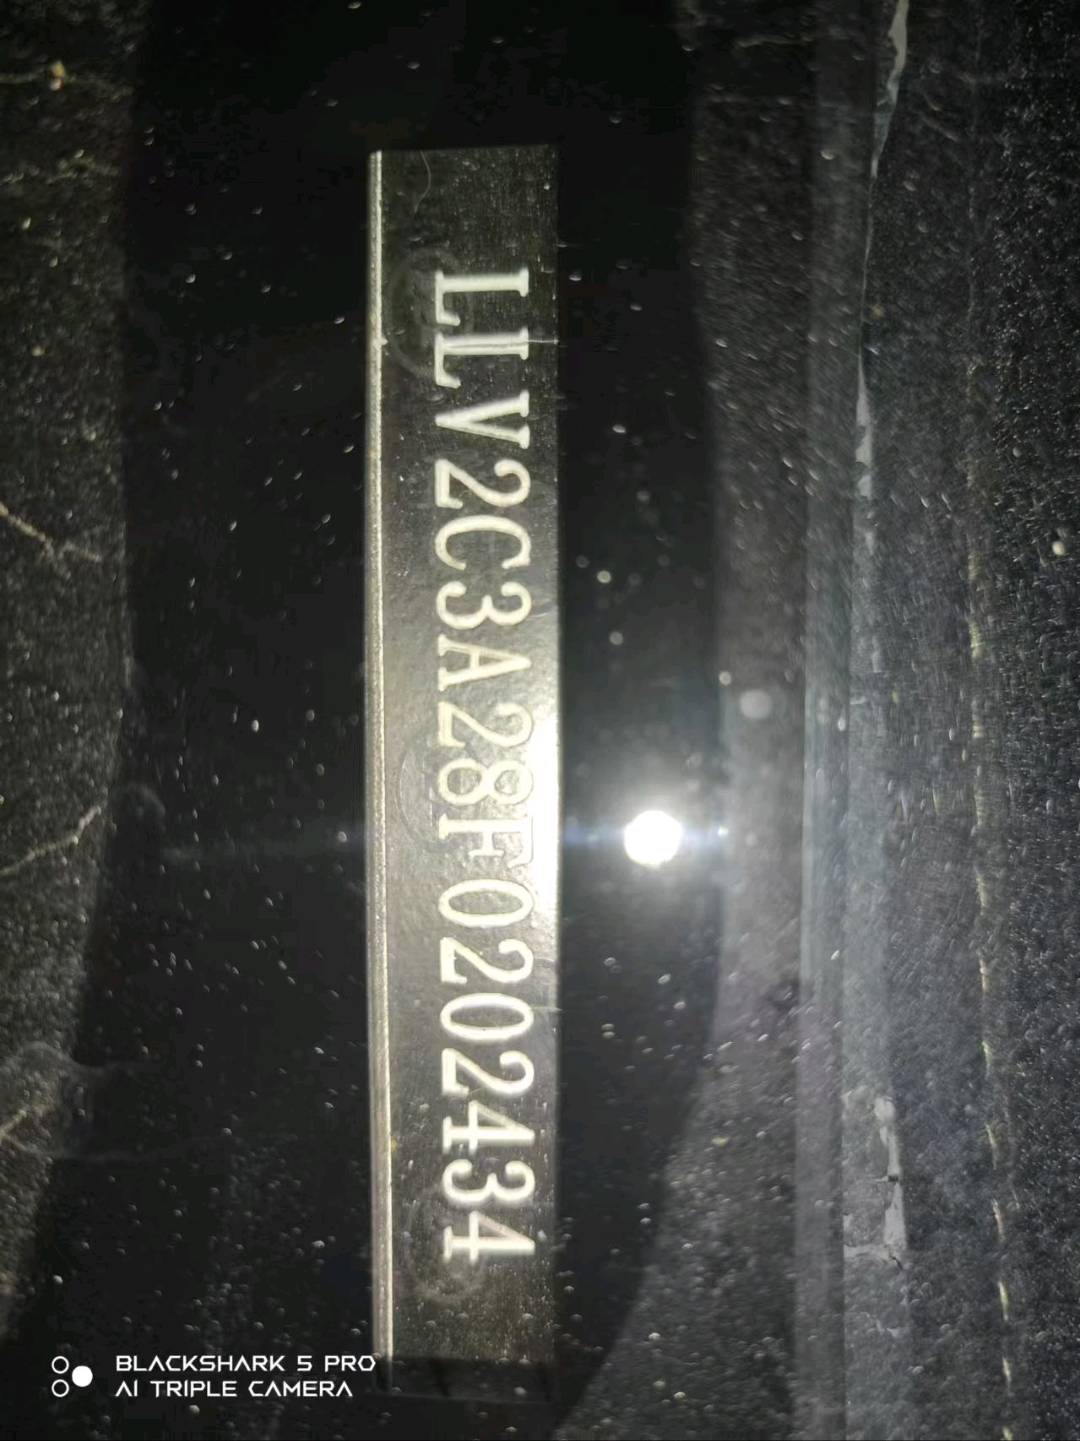 LLV2C3A28F0202434
BLACKSHARK 5 PRO
AI TRIPLE CAMERA